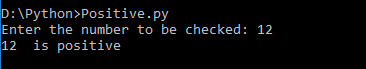 D:\Python>Positive.py
Enter the number to be checked: 12
12  is positive